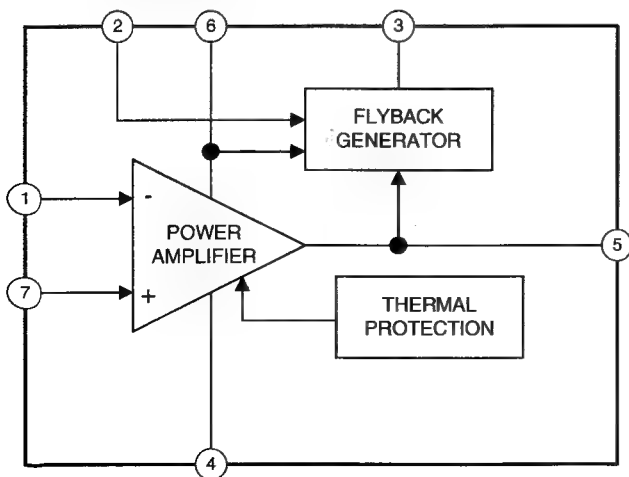 2
6
3
FLYBACK
GENERATOR
1
-
POWER
AMPLIFIER
5
7
+
THERMAL
PROTECTION
4